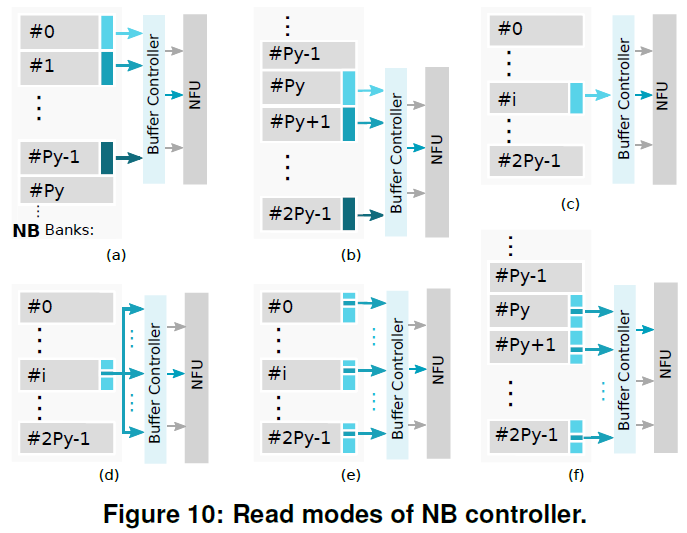 #0
#1
#Py-1
#Py
NB Banks:
Buffer Controller
NFU
(a)
#Py-1
#Py
#Py+1
#2Py-1
Buffer Controller
NFU
(b)
#0
#i
#2Py-1
Buffer Controller
NFU
(c)
#0
#i
#2Py-1
Buffer Controller
NFU
(d)
#0
#i
#2Py-1
Buffer Controller
NFU
(e)
#Py-1
#Py
#Py+1
#2Py-1
Buffer Controller
NFU
(f)
Figure 10: Read modes of NB controller.